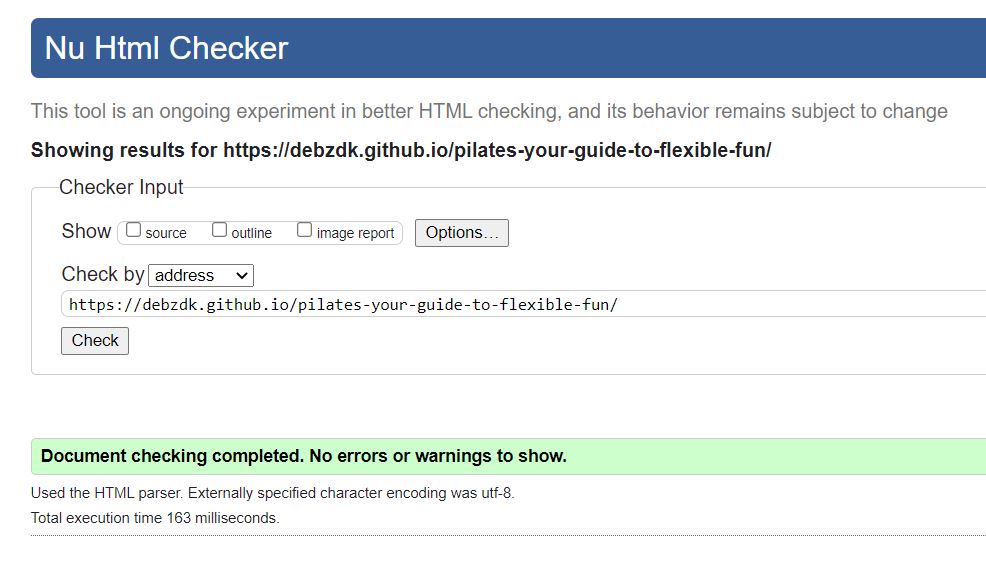 Nu Html Checker
This tool is an ongoing experiment in better HTML checking, and its behavior remains subject to change
Showing results for https://debzdk.github.io/pilates-your-guide-to-flexible-fun/
Checker Input
Show source outline image report Options...
Check by address
https://debzdk.github.io/pilates-your-guide-to-flexible-fun/
Check
Document checking completed. No errors or warnings to show.
Used the HTML parser. Externally specified character encoding was utf-8.
Total execution time 163 milliseconds.